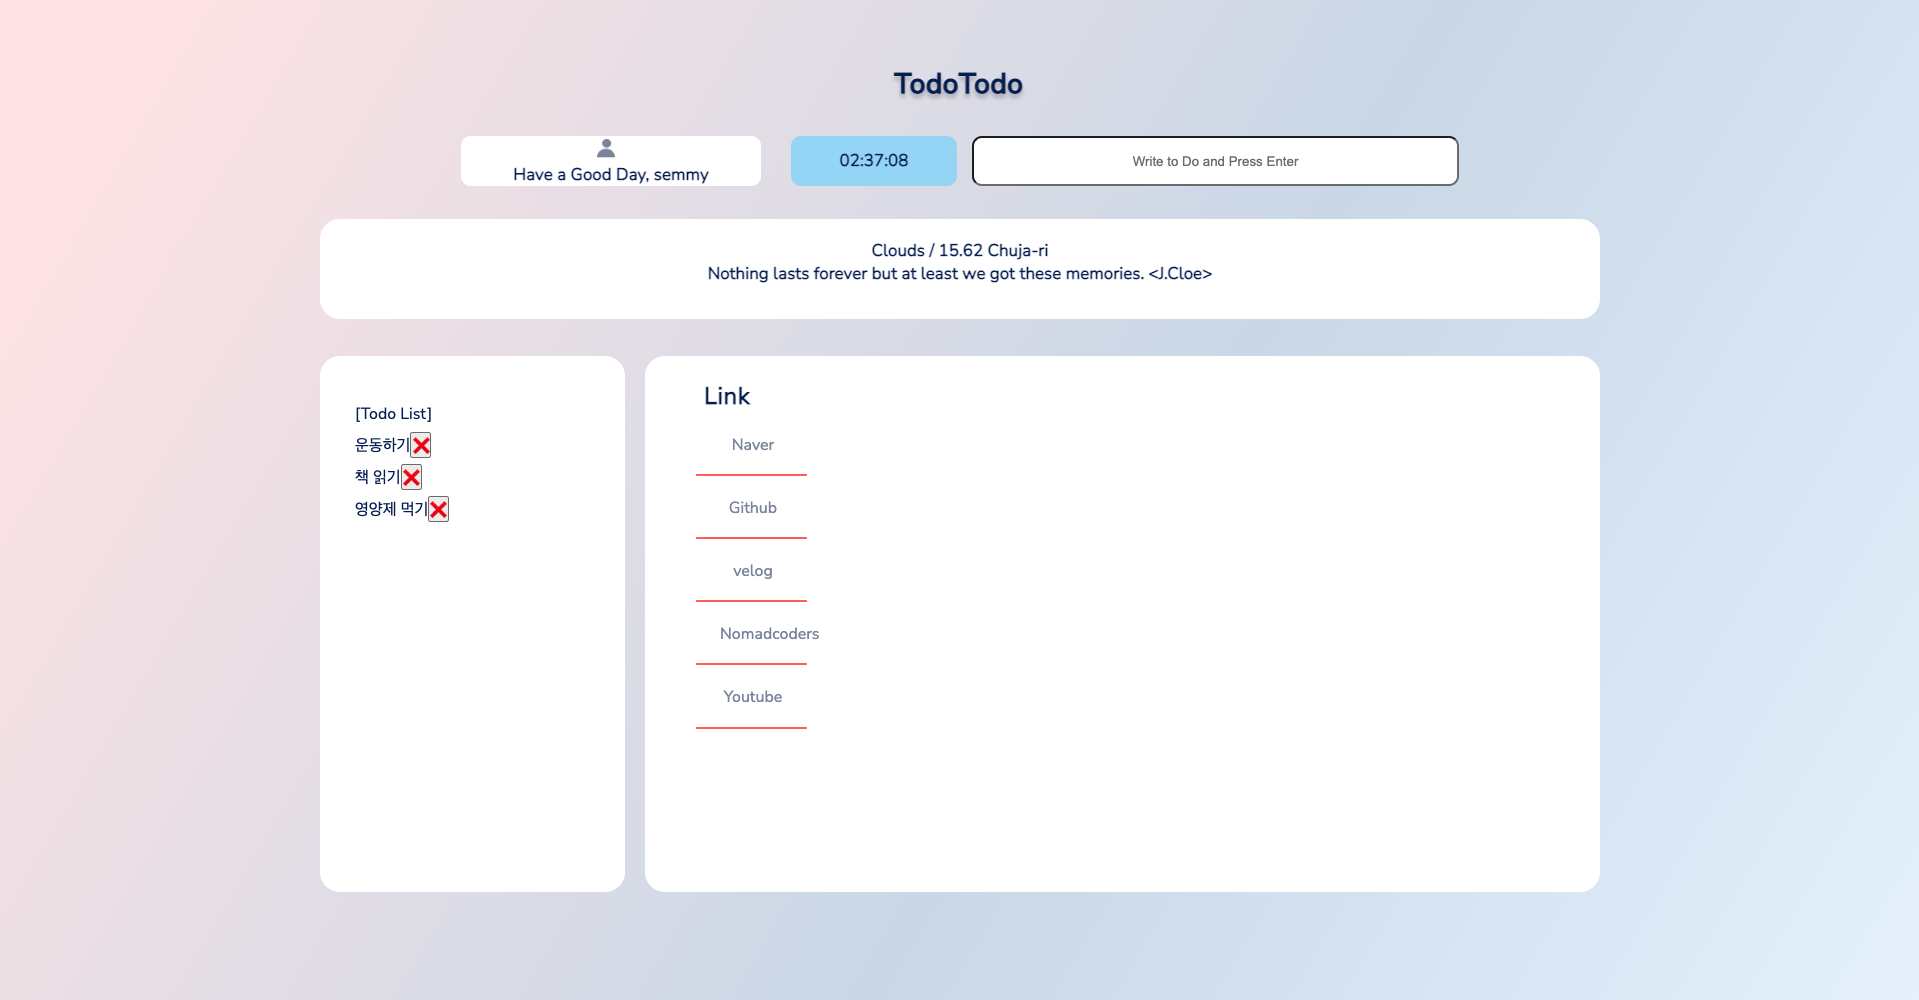 TodoTodo
Have a Good Day, semmy
02:37:08
Write to Do and Press Enter
Clouds / 15.62 Chuja-ri
Nothing lasts forever but at least we got these memories. <J.Cloe>
[Todo List]
운동하기❌
책 읽기❌
영양제 먹기❌
Link
Naver
Github
velog
Nomadcoders
Youtube